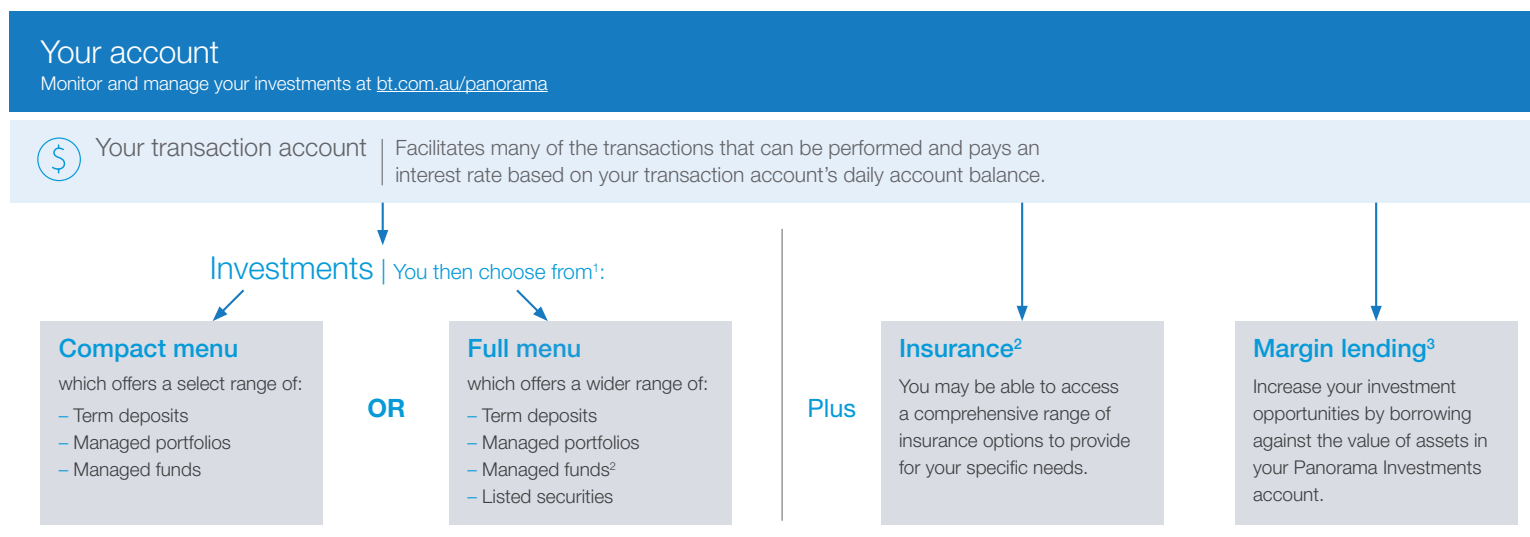 Your account
Monitor and manage your investments at bt.com.au/panorama
$
Your transaction account
Facilitates many of the transactions that can be performed and pays an
interest rate based on your transaction account’s daily account balance.
Investments | You then choose from¹:
Compact menu
which offers a select range of:
– Term deposits
– Managed portfolios
– Managed funds
OR
Full menu
which offers a wider range of:
– Term deposits
– Managed portfolios
– Managed funds²
– Listed securities
Plus
Insurance²
You may be able to access
a comprehensive range of
insurance options to provide
for your specific needs.
Margin lending³
Increase your investment
opportunities by borrowing
against the value of assets in
your Panorama Investments
account.